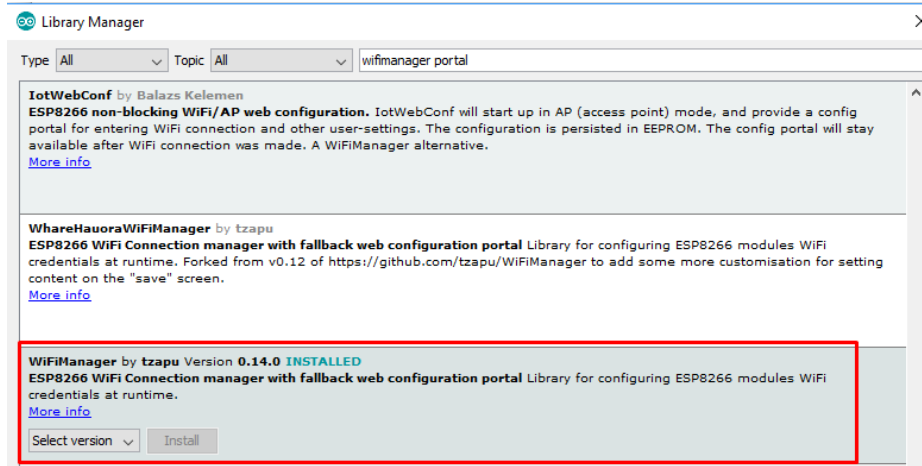 Library Manager
Type All Topic All wifimanager portal
IotWebConf by Balazs Kelemen
ESP8266 non-blocking WiFi/AP web configuration. IotWebConf will start up in AP (access point) mode, and provide a config
portal for entering WiFi connection and other user-settings. The configuration is persisted in EEPROM. The config portal will stay
available after WiFi connection was made. A WiFiManager alternative.
More info
WhareHauoraWiFiManager by tzapu
ESP8266 WiFi Connection manager with fallback web configuration portal Library for configuring ESP8266 modules WiFi
credentials at runtime. Forked from v0.12 of https://github.com/tzapu/WiFiManager to add some more customisation for setting
content on the "save" screen.
More info
WiFiManager by tzapu Version 0.14.0 INSTALLED
ESP8266 WiFi Connection manager with fallback web configuration portal Library for configuring ESP8266 modules WiFi
credentials at runtime.
More info
Select version Install